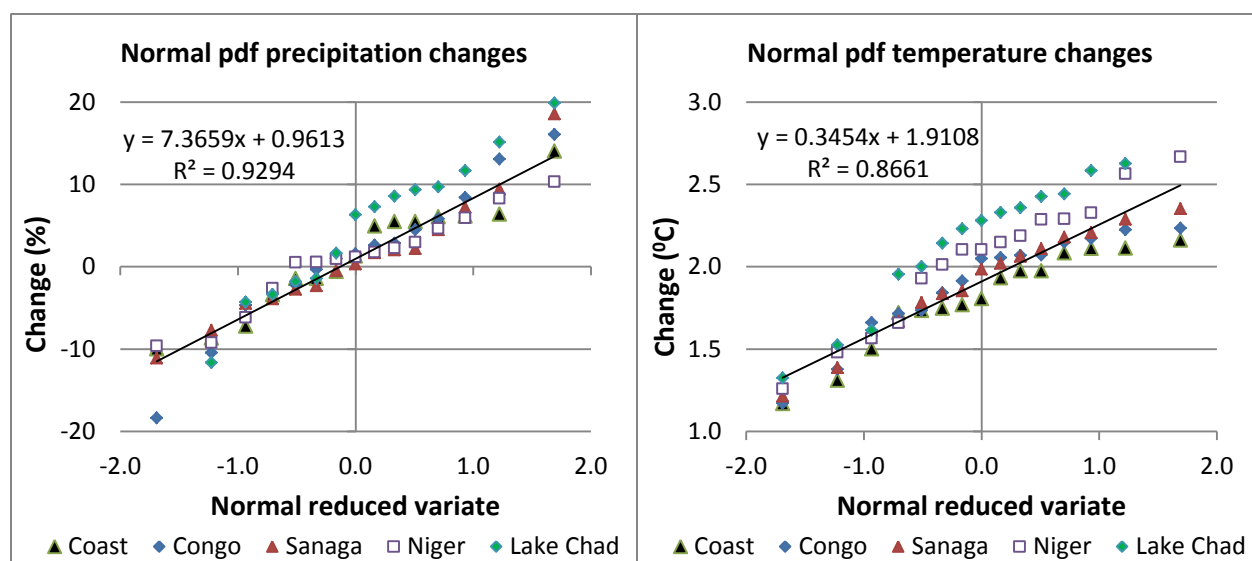 Normal pdf precipitation changes
y = 7.3659x + 0.9613
R² = 0.9294
20
10
0
-10
-20
Change (%)
-2.0 -1.0 0.0 1.0 2.0
Normal reduced variate
Coast Congo Sanaga Niger Lake Chad
Normal pdf temperature changes
y = 0.3454x + 1.9108
R² = 0.8661
3.0
2.5
2.0
1.5
1.0
Change (⁰C)
-2.0 -1.0 0.0 1.0 2.0
Normal reduced variate
Coast Congo Sanaga Niger Lake Chad